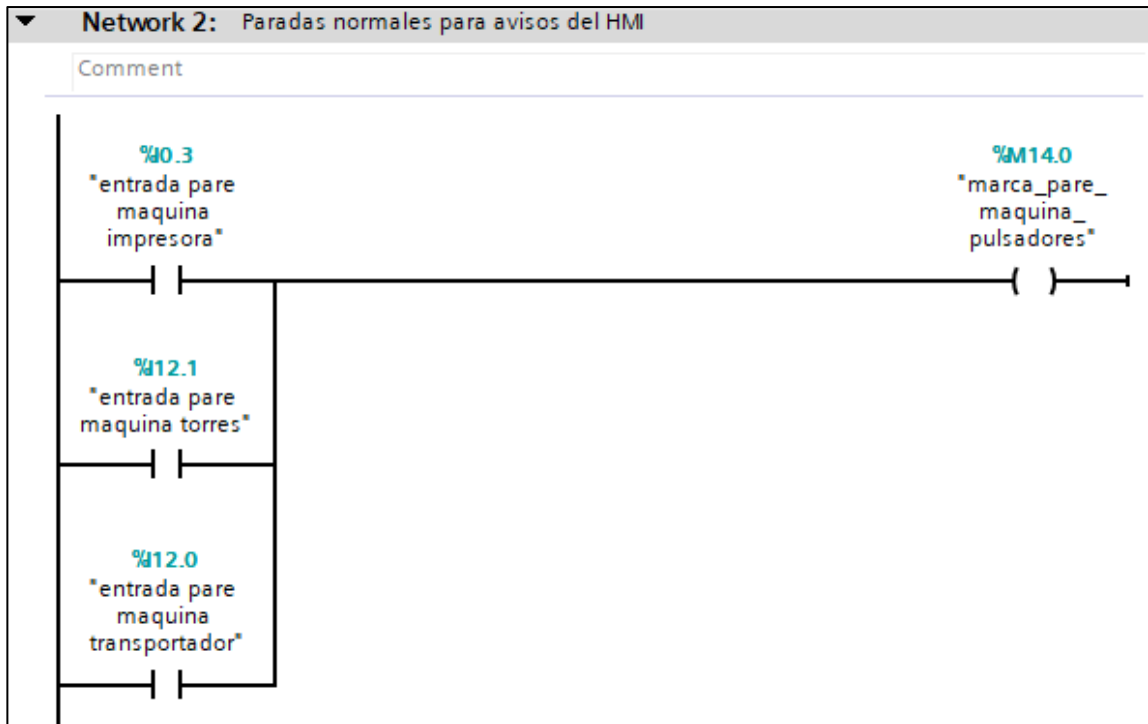 Network 2: Paradas normales para avisos del HMI
Comment
%I0.3
"entrada pare
maquina
impresora"
%M14.0
"marca_pare_
maquina_
pulsadores"
%I12.1
"entrada pare
maquina torres"
%I12.0
"entrada pare
maquina
transportador"